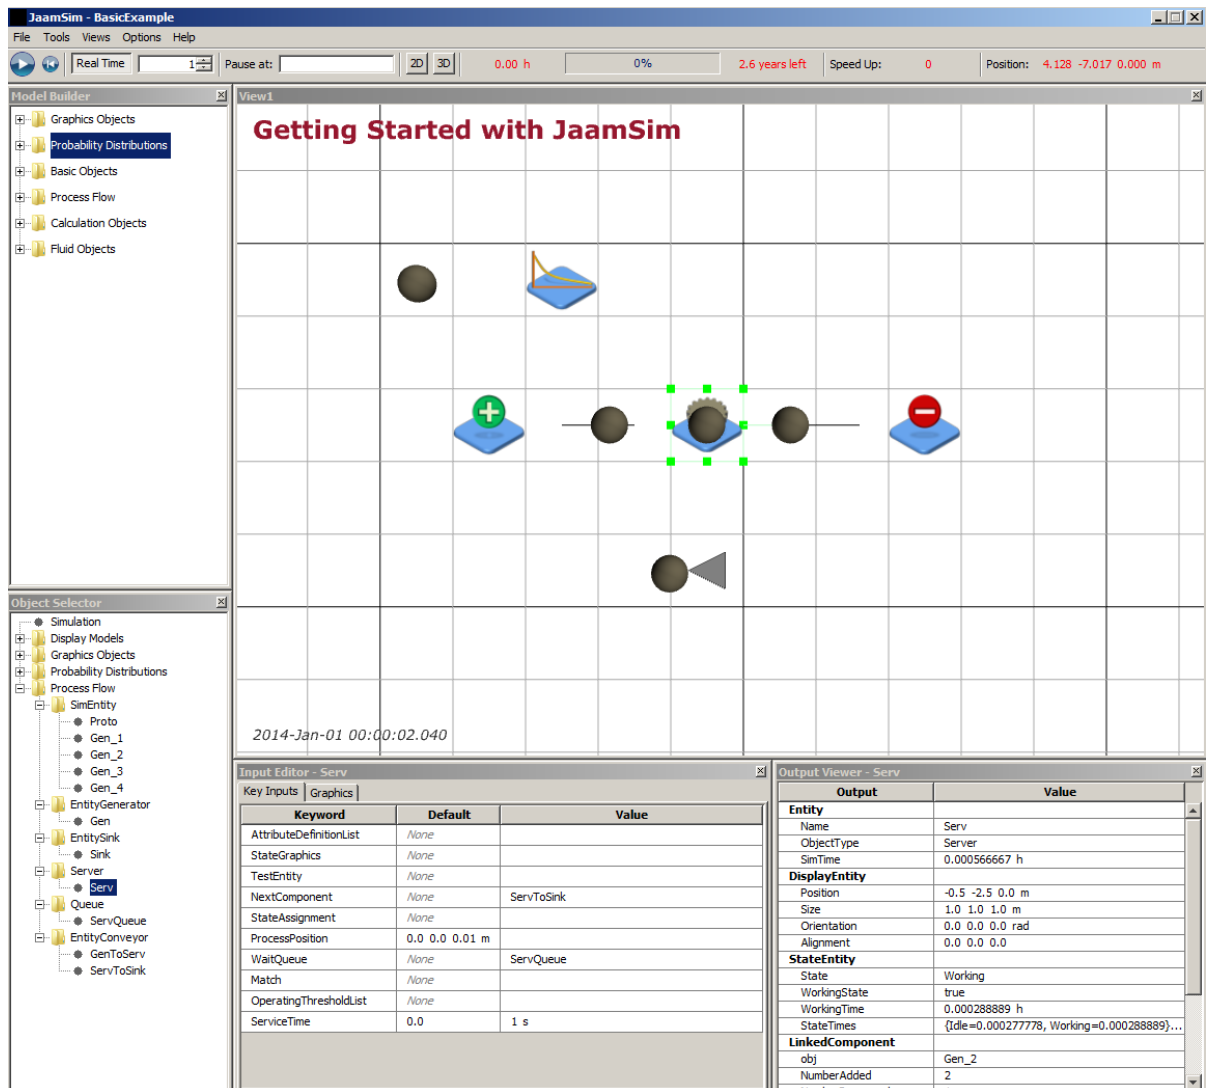 JaamSim - BasicExample
File Tools Views Options Help
Real Time 1 Pause at: 2D 3D 0.00 h 0% 2.6 years left Speed Up: 0 Position: 4.128 -7.017 0.000 m
Model Builder
Graphics Objects
Probability Distributions
Basic Objects
Process Flow
Calculation Objects
Fluid Objects
View1
Getting Started with JaamSim
2014-Jan-01 00:00:02.040
Object Selector
Simulation
Display Models
Graphics Objects
Probability Distributions
Process Flow
SimEntity
Proto
Gen_1
Gen_2
Gen_3
Gen_4
EntityGenerator
Gen
EntitySink
Sink
Server
Serv
Queue
ServQueue
EntityConveyor
GenToServ
ServToSink
Input Editor - Serv
Key Inputs Graphics
Keyword Default Value
AttributeDefinitionList None
StateGraphics None
TestEntity None
NextComponent None ServToSink
StateAssignment None
ProcessPosition 0.0 0.0 0.01 m
WaitQueue None ServQueue
Match None
OperatingThresholdList None
ServiceTime 0.0 1 s
Output Viewer - Serv
Output Value
Entity
Name Serv
ObjectType Server
SimTime 0.000566667 h
DisplayEntity
Position -0.5 -2.5 0.0 m
Size 1.0 1.0 1.0 m
Orientation 0.0 0.0 0.0 rad
Alignment 0.0 0.0 0.0
StateEntity
State Working
WorkingState true
WorkingTime 0.000288889 h
StateTimes {Idle=0.000277778, Working=0.000288889}...
LinkedComponent
obj Gen_2
NumberAdded 2